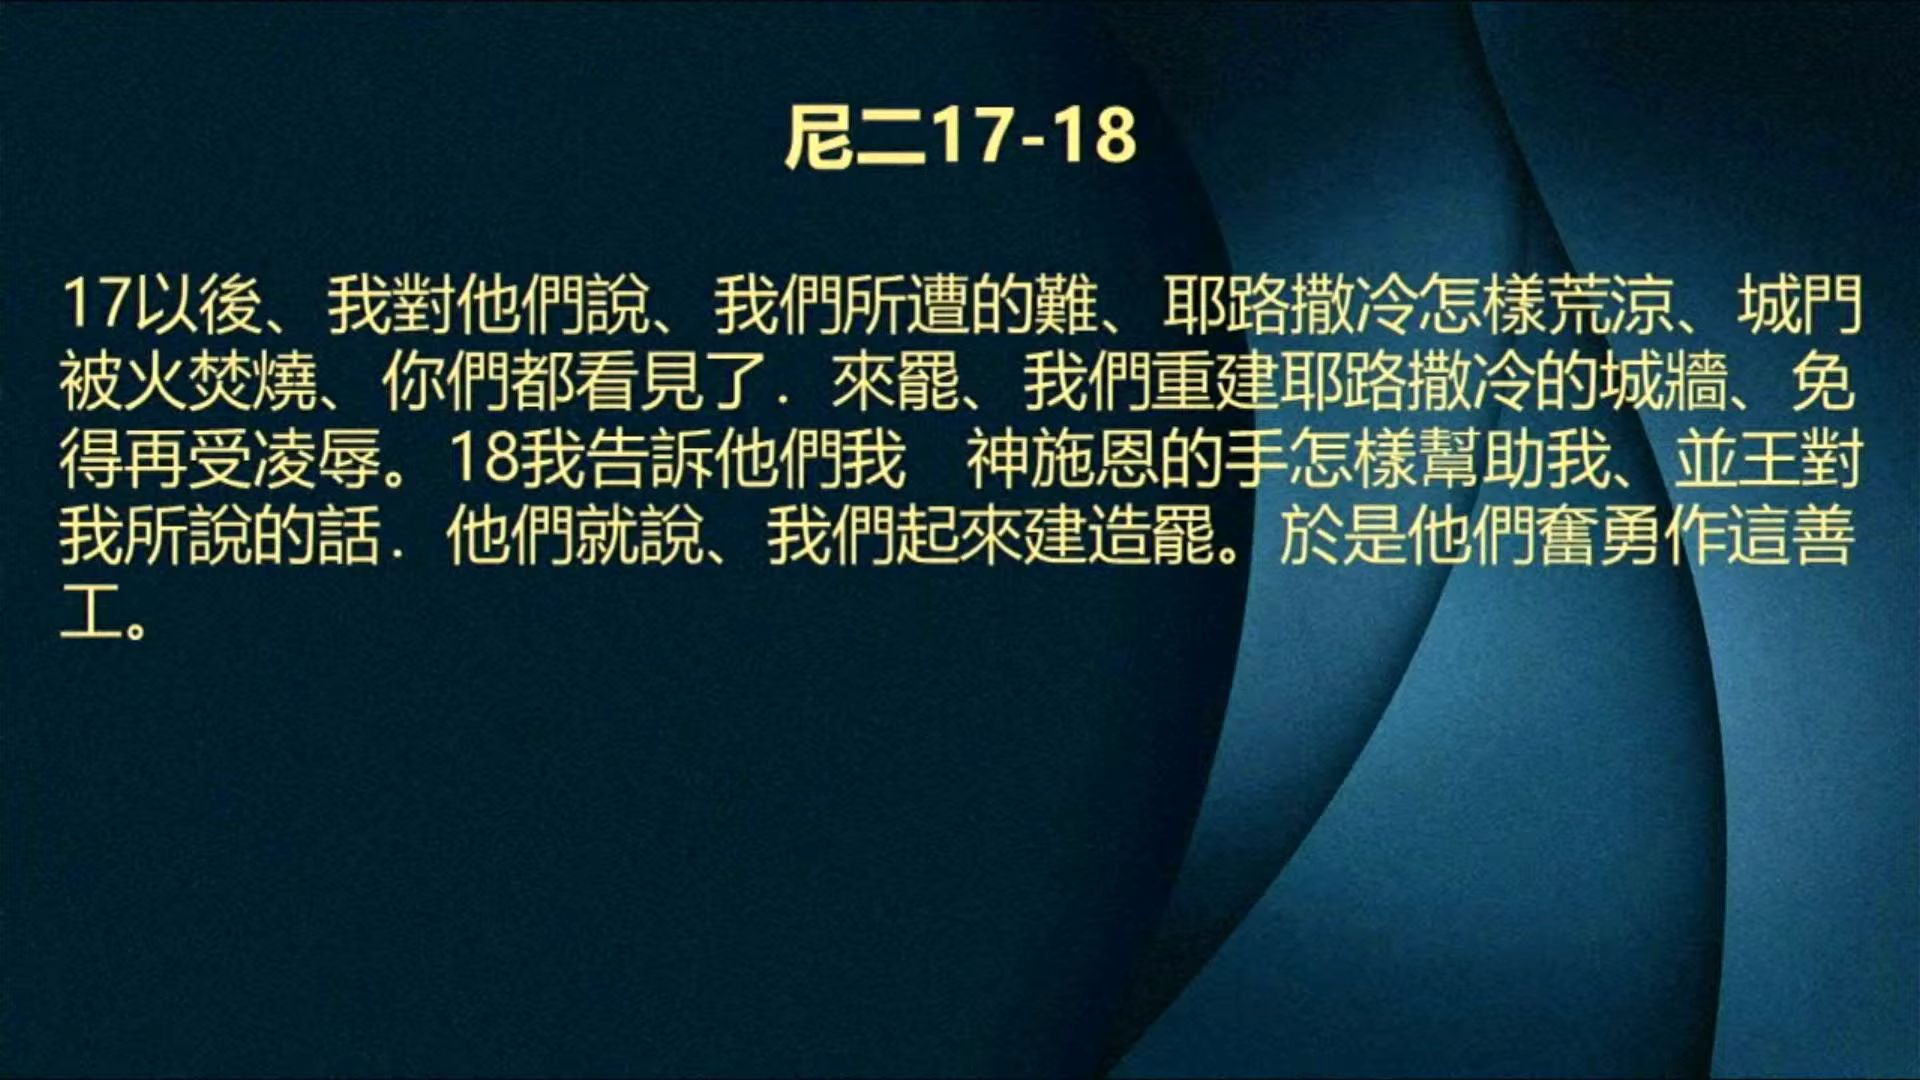 尼二17-18
17以後、我對他們說、我們所遭的難、耶路撒冷怎樣荒涼、城門
被火焚燒、你們都看見了．來罷、我們重建耶路撒冷的城牆、免
得再受凌辱。18我告訴他們我　神施恩的手怎樣幫助我、並王對
我所說的話．他們就說、我們起來建造罷。於是他們奮勇作這善
工。